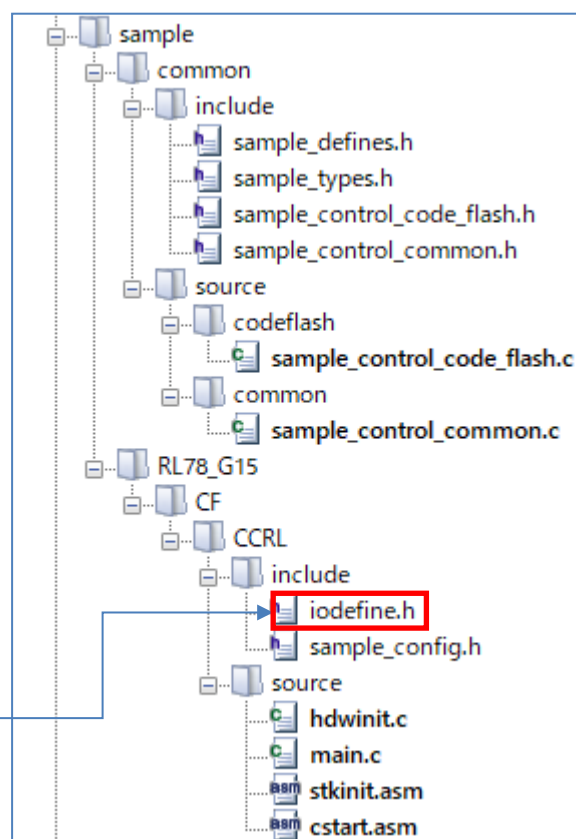 sample
common
include
sample_defines.h
sample_types.h
sample_control_code_flash.h
sample_control_common.h
source
codeflash
sample_control_code_flash.c
common
sample_control_common.c
RL78_G15
CF
CCRL
include
iodefine.h
sample_config.h
source
hdwinit.c
main.c
stkinit.asm
cstart.asm